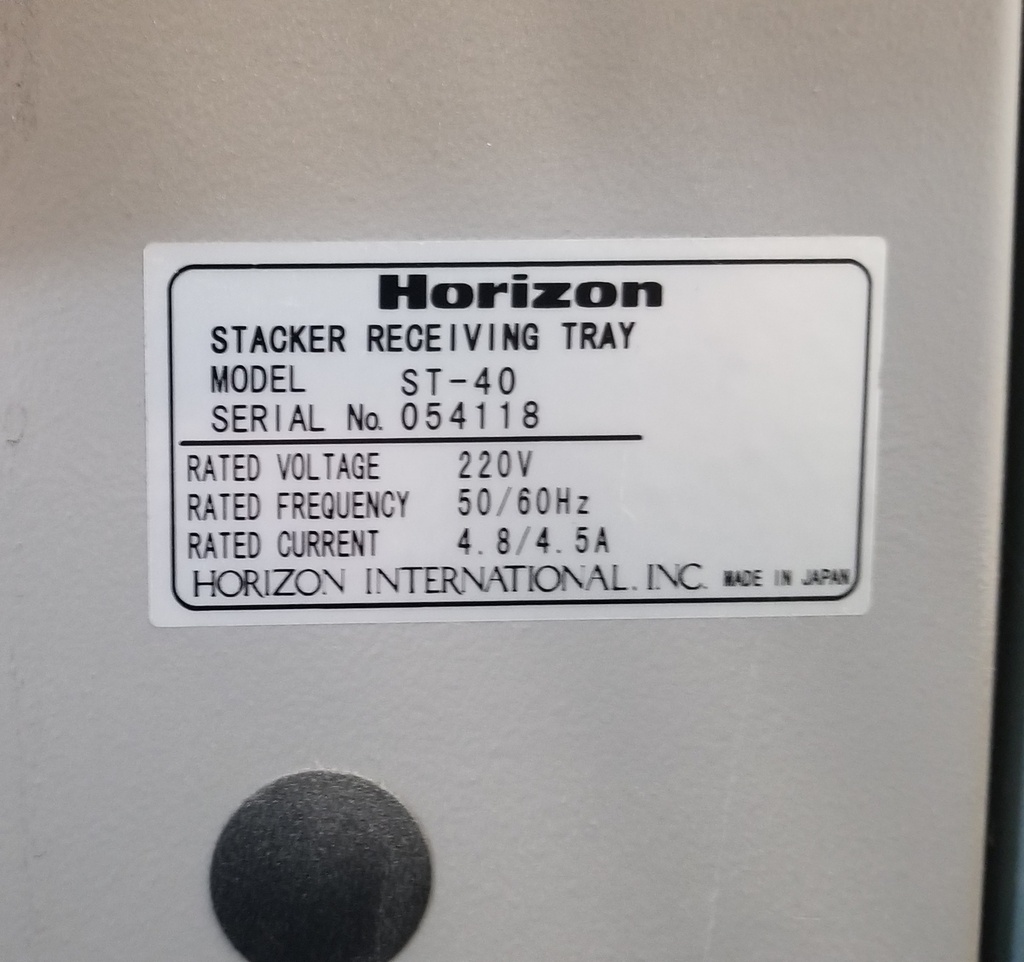 Horizon
STACKER RECEIVING TRAY
MODEL ST-40
SERIAL No. 054118
RATED VOLTAGE 220V
RATED FREQUENCY 50/60Hz
RATED CURRENT 4.8/4.5A
HORIZON INTERNATIONAL. INC. MADE IN JAPAN